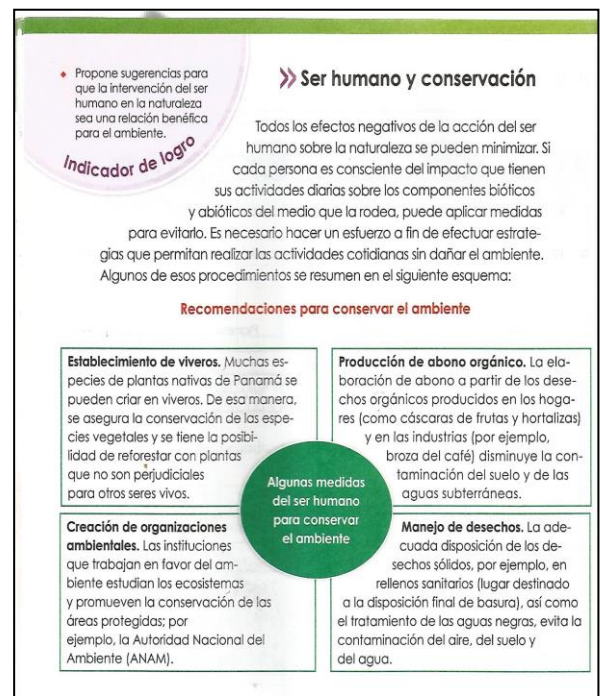 Propone sugerencias para
que la intervención del ser
humano en la naturaleza
sea una relación benéfica
para el ambiente.
Indicador de logro
Ser humano y conservación
Todos los efectos negativos de la acción del ser
humano sobre la naturaleza se pueden minimizar. Si
cada persona es consciente del impacto que tienen
sus actividades diarias sobre los componentes bióticos
y abióticos del medio que la rodea, puede aplicar medidas
para evitarlo. Es necesario hacer un esfuerzo a fin de efectuar estrate-
gias que permitan realizar las actividades cotidianas sin dañar el ambiente.
Algunos de esos procedimientos se resumen en el siguiente esquema:
Recomendaciones para conservar el ambiente
Establecimiento de viveros. Muchas es-
pecies de plantas nativas de Panamá se
pueden criar en viveros. De esa manera,
se asegura la conservación de las espe-
cies vegetales y se tiene la posibi-
lidad de reforestar con plantas
que no son perjudiciales
para otros seres vivos.
Producción de abono orgánico. La ela-
boración de abono a partir de los dese-
chos orgánicos producidos en los hoga-
res (como cáscaras de frutas y hortalizas)
y en las industrias (por ejemplo,
broza del café) disminuye la con-
taminación del suelo y de las
aguas subterráneas.
Algunas medidas
del ser humano
para conservar
el ambiente
Creación de organizaciones
ambientales. Las instituciones
que trabajan en favor del am-
biente estudian los ecosistemas
y promueven la conservación de las
áreas protegidas; por
ejemplo, la Autoridad Nacional del
Ambiente (ANAM).
Manejo de desechos. La ade-
cuada disposición de los de-
sechos sólidos, por ejemplo, en
rellenos sanitarios (lugar destinado
a la disposición final de basura), así como
el tratamiento de las aguas negras, evita la
contaminación del aire, del suelo y
del agua.